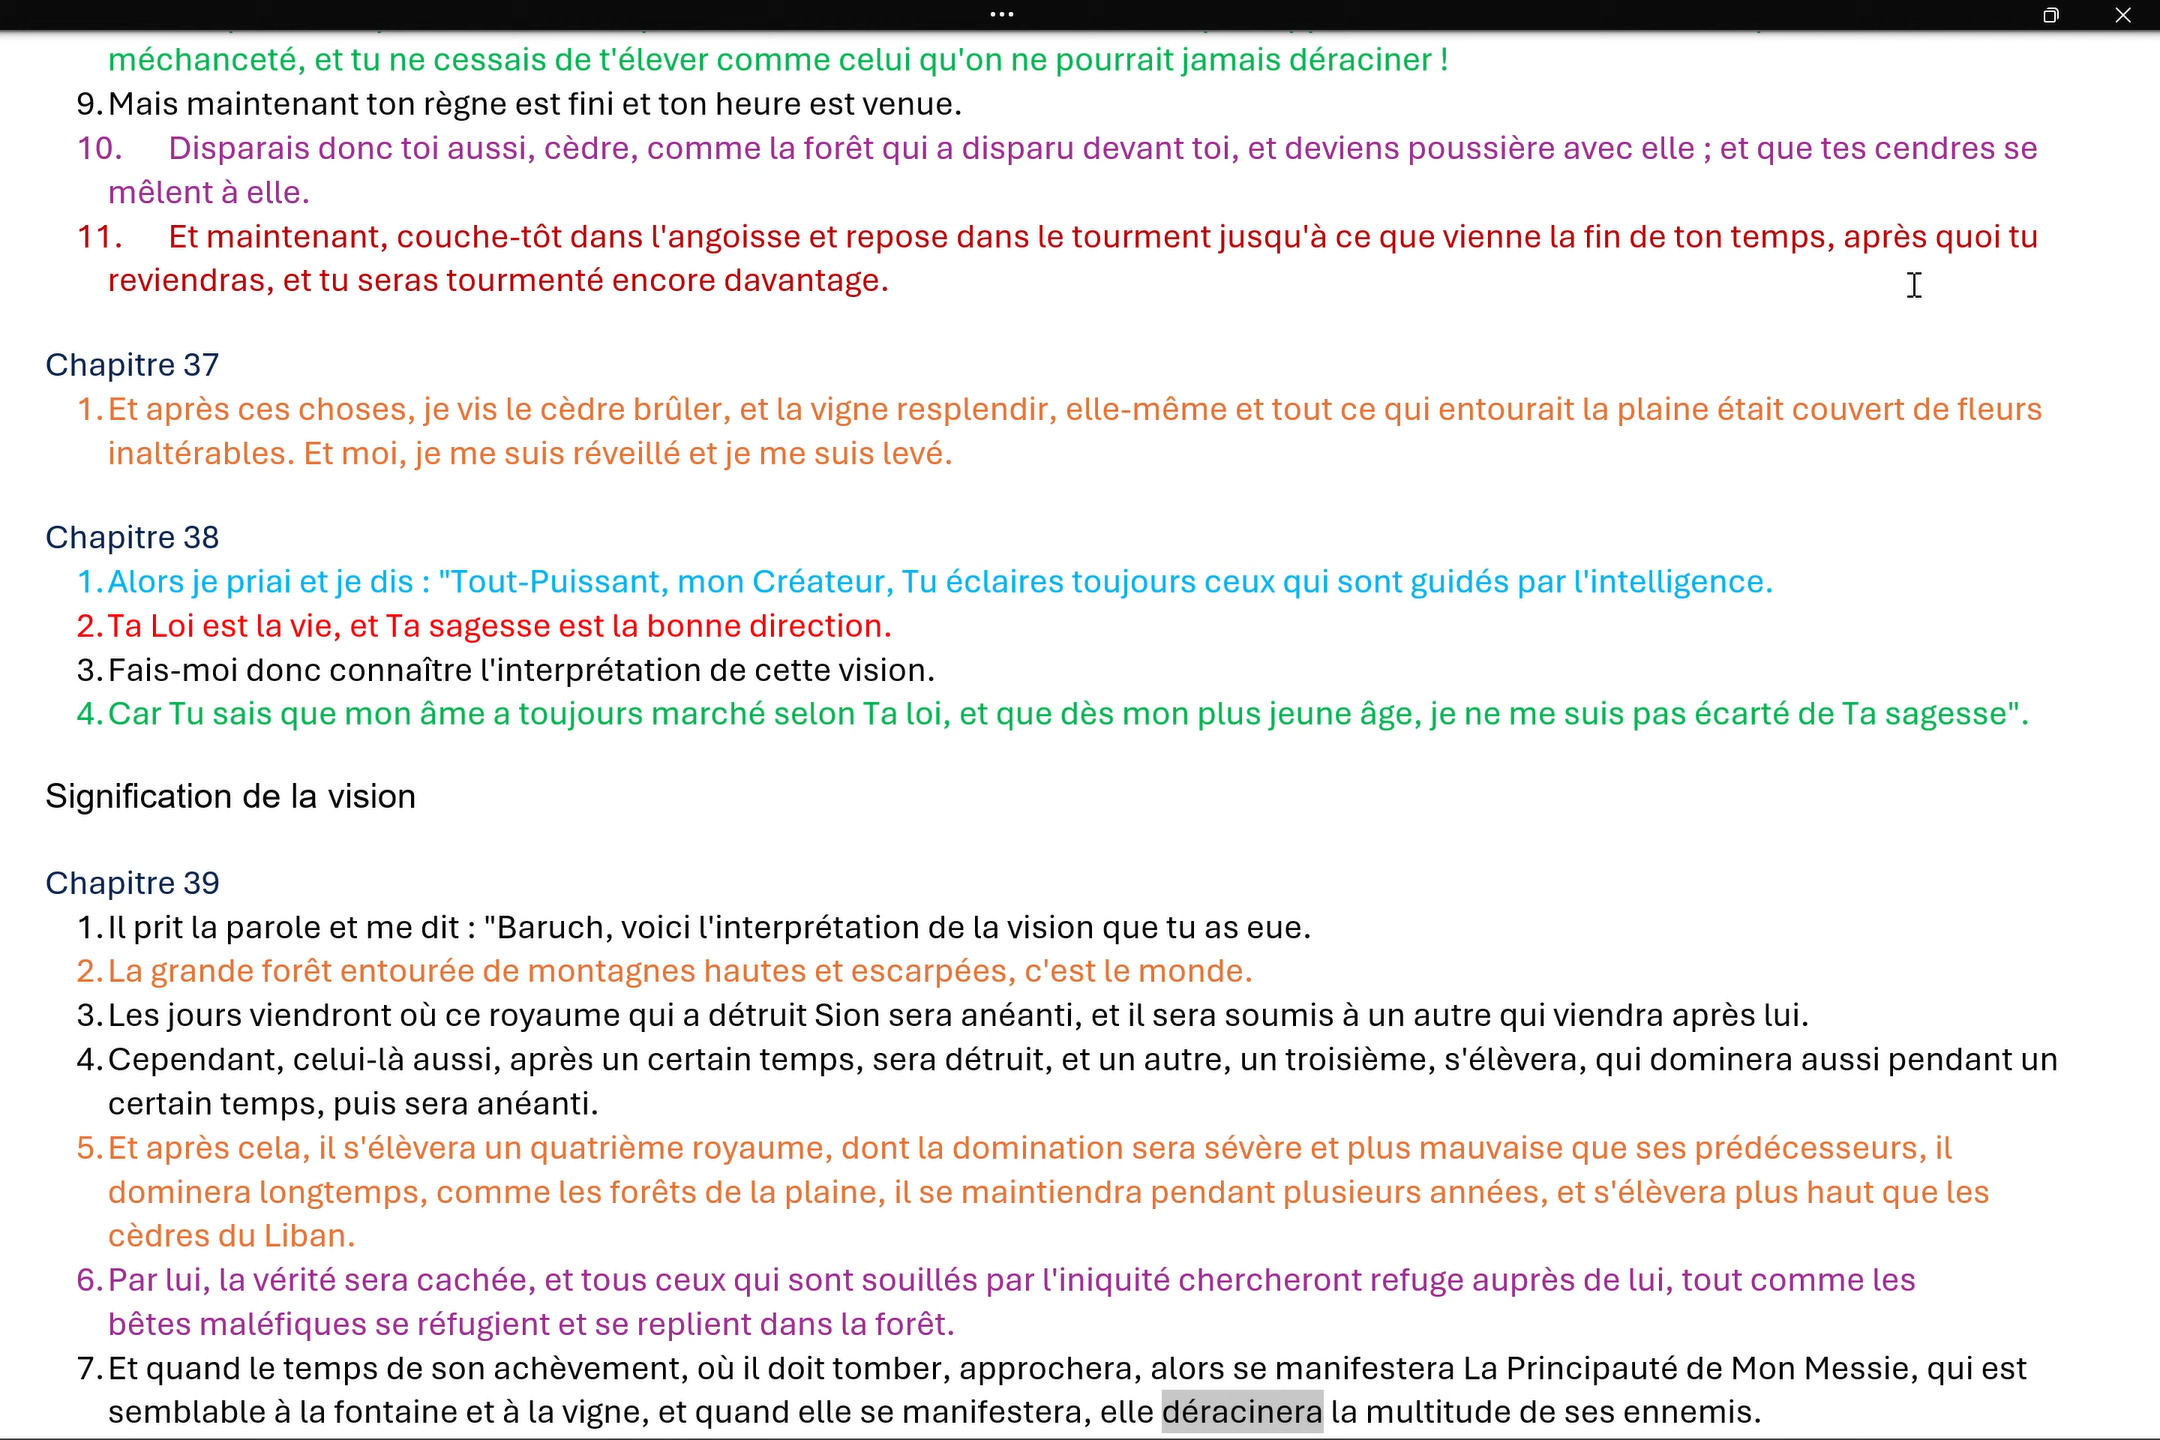 méchanceté, et tu ne cessais de t'élever comme celui qu'on ne pourrait jamais déraciner !
9. Mais maintenant ton règne est fini et ton heure est venue.
10. Disparais donc toi aussi, cèdre, comme la forêt qui a disparu devant toi, et deviens poussière avec elle ; et que tes cendres se
mêlent à elle.
11. Et maintenant, couche-tôt dans l'angoisse et repose dans le tourment jusqu'à ce que vienne la fin de ton temps, après quoi tu
reviendras, et tu seras tourmenté encore davantage.
Chapitre 37
1. Et après ces choses, je vis le cèdre brûler, et la vigne resplendir, elle-même et tout ce qui entourait la plaine était couvert de fleurs
inaltérables. Et moi, je me suis réveillé et je me suis levé.
Chapitre 38
1. Alors je priai et je dis : "Tout-Puissant, mon Créateur, Tu éclaires toujours ceux qui sont guidés par l'intelligence.
2. Ta Loi est la vie, et Ta sagesse est la bonne direction.
3. Fais-moi donc connaître l'interprétation de cette vision.
4. Car Tu sais que mon âme a toujours marché selon Ta loi, et que dès mon plus jeune âge, je ne me suis pas écarté de Ta sagesse".
Signification de la vision
Chapitre 39
1. Il prit la parole et me dit : "Baruch, voici l'interprétation de la vision que tu as eue.
2. La grande forêt entourée de montagnes hautes et escarpées, c'est le monde.
3. Les jours viendront où ce royaume qui a détruit Sion sera anéanti, et il sera soumis à un autre qui viendra après lui.
4. Cependant, celui-là aussi, après un certain temps, sera détruit, et un autre, un troisième, s'élèvera, qui dominera aussi pendant un
certain temps, puis sera anéanti.
5. Et après cela, il s'élèvera un quatrième royaume, dont la domination sera sévère et plus mauvaise que ses prédécesseurs, il
dominera longtemps, comme les forêts de la plaine, il se maintiendra pendant plusieurs années, et s'élèvera plus haut que les
cèdres du Liban.
6. Par lui, la vérité sera cachée, et tous ceux qui sont souillés par l'iniquité chercheront refuge auprès de lui, tout comme les
bêtes maléfiques se réfugient et se replient dans la forêt.
7. Et quand le temps de son achèvement, où il doit tomber, approchera, alors se manifestera La Principauté de Mon Messie, qui est
semblable à la fontaine et à la vigne, et quand elle se manifestera, elle déracinera la multitude de ses ennemis.